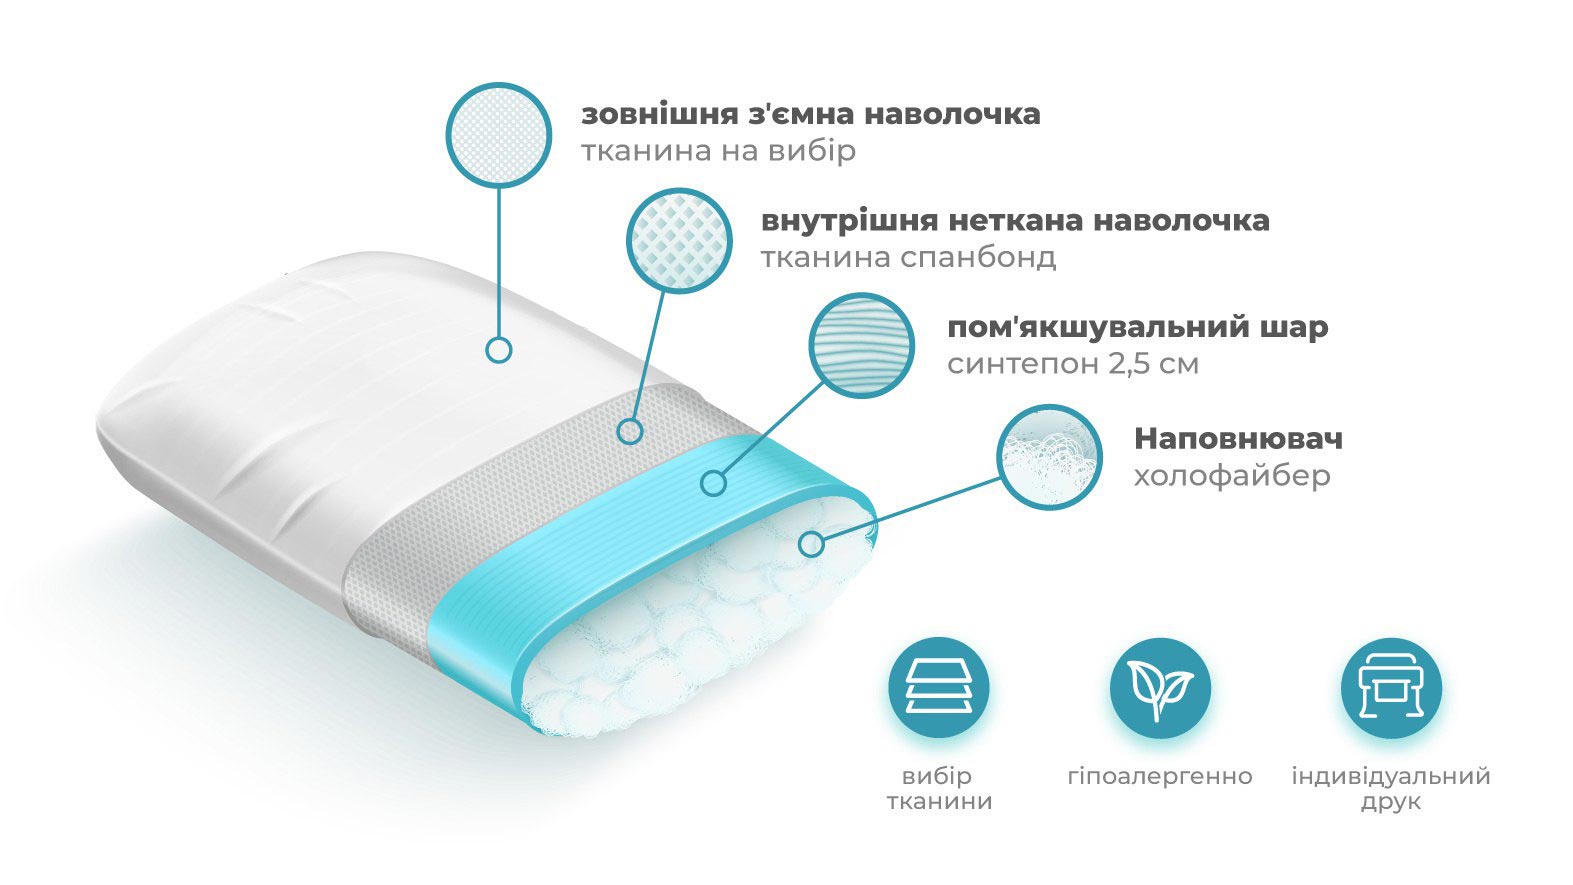 зовнішня з'ємна наволочка
тканина на вибір
внутрішня неткана наволочка
тканина спанбонд
пом'якшувальний шар
синтепон 2,5 см
Наповнювач
холофайбер
вибір
тканини
гіпоалергенно
індивідуальний
друк